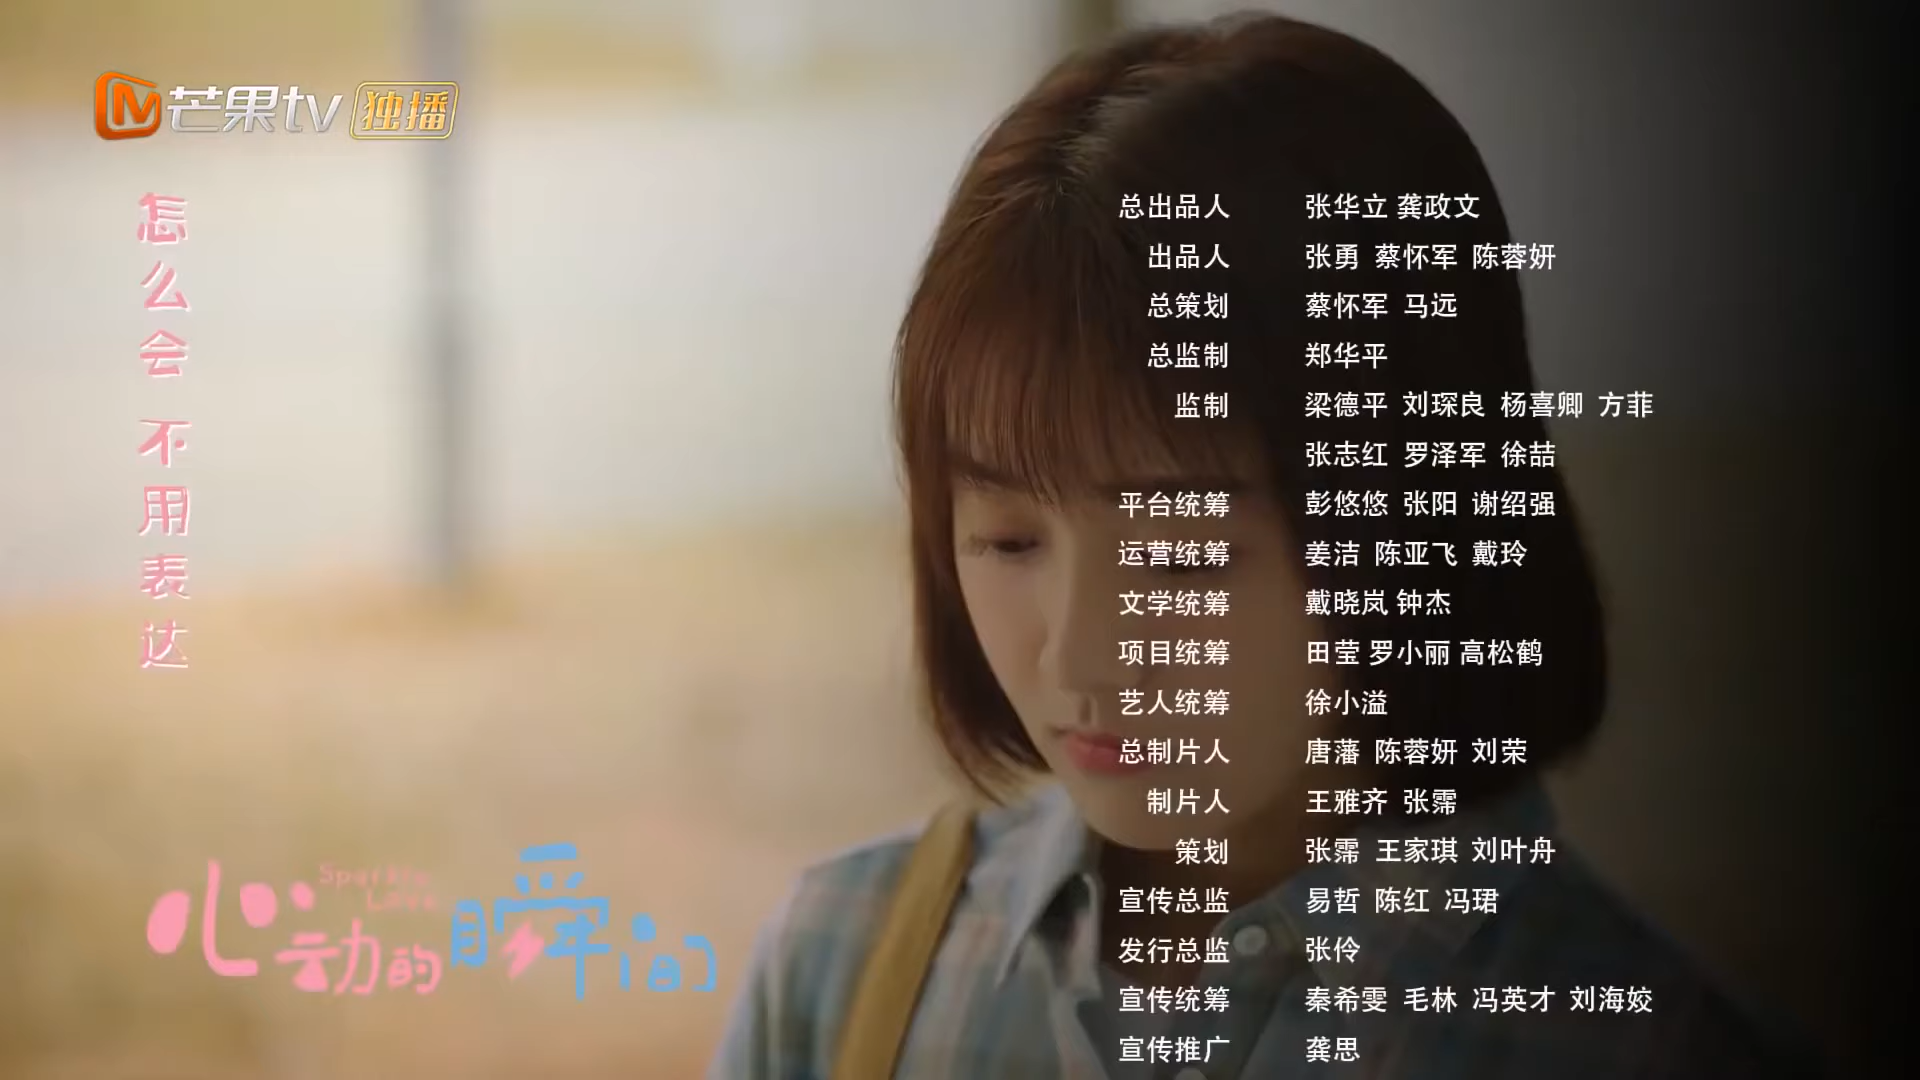 芒果tv 独播
怎么会 不用表达
总出品人 张华立 龚政文
出品人 张勇 蔡怀军 陈蓉妍
总策划 蔡怀军 马远
总监制 郑华平
监制 梁德平 刘琛良 杨喜卿 方菲
张志红 罗泽军 徐喆
平台统筹 彭悠悠 张阳 谢绍强
运营统筹 姜洁 陈亚飞 戴玲
文学统筹 戴晓岚 钟杰
项目统筹 田莹 罗小丽 高松鹤
艺人统筹 徐小溢
总制片人 唐藩 陈蓉妍 刘荣
制片人 王雅齐 张霈
策划 张霈 王家琪 刘叶舟
宣传总监 易哲 陈红 冯珺
发行总监 张伶
宣传统筹 秦希雯 毛林 冯英才 刘海姣
宣传推广 龚思
Sparkle Love
心动的瞬间